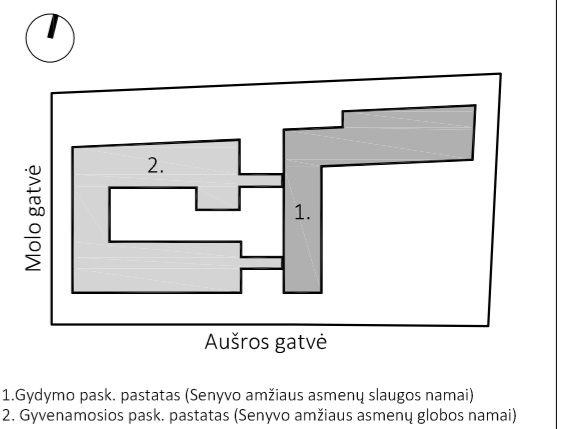 2.
1.
Molo gatvė
Aušros gatvė
1.Gydymo pask. pastatas (Senyvo amžiaus asmenų slaugos namai)
2. Gyvenamosios pask. pastatas (Senyvo amžiaus asmenų globos namai)